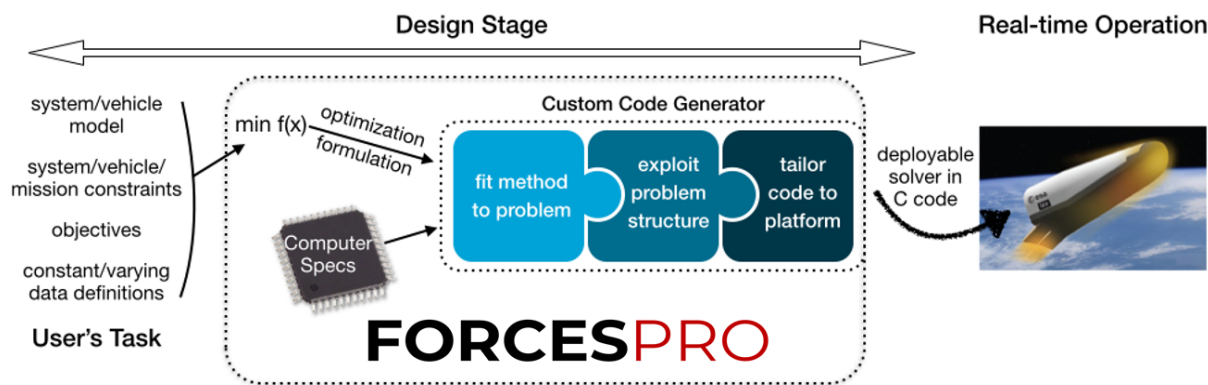 Design Stage
Real-time Operation
system/vehicle
model
system/vehicle/
mission constraints
objectives
constant/varying
data definitions
User's Task
min f(x)
optimization
formulation
Computer
Specs
Custom Code Generator
fit method
to problem
exploit
problem
structure
tailor
code to
platform
FORCESPRO
deployable
solver in
C code
esa